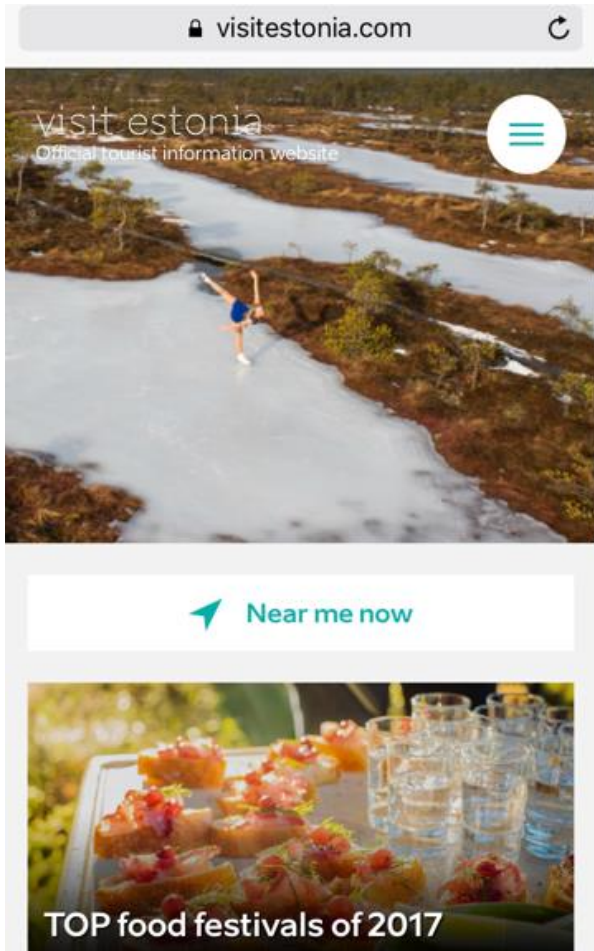 visitestonia.com
visit estonia
Official tourist information website
Near me now
TOP food festivals of 2017